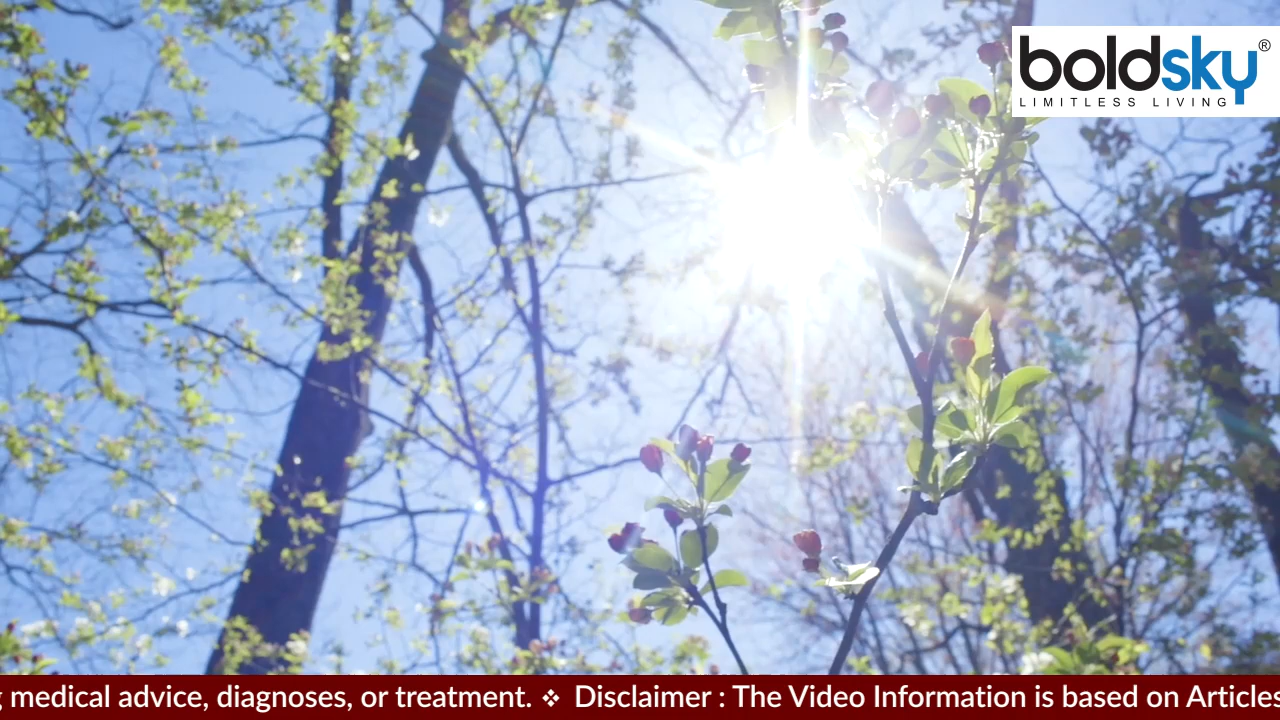 boldsky®
LIMITLESS LIVING
medical advice, diagnoses, or treatment. ❖ Disclaimer : The Video Information is based on Articles